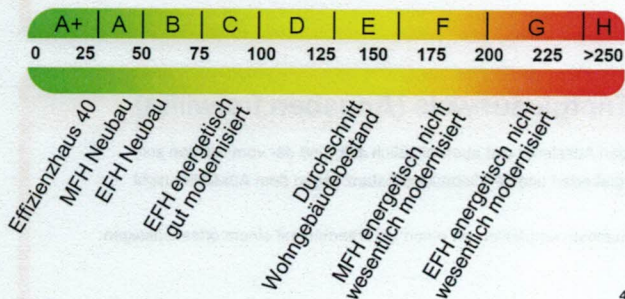 A+ A B C D E F G H
0 25 50 75 100 125 150 175 200 225 >250
Effizienzhaus 40
MFH Neubau
EFH Neubau
EFH energetisch
gut modernisiert
Durchschnitt
Wohngebäudebestand
MFH energetisch nicht
wesentlich modernisiert
EFH energetisch nicht
wesentlich modernisiert